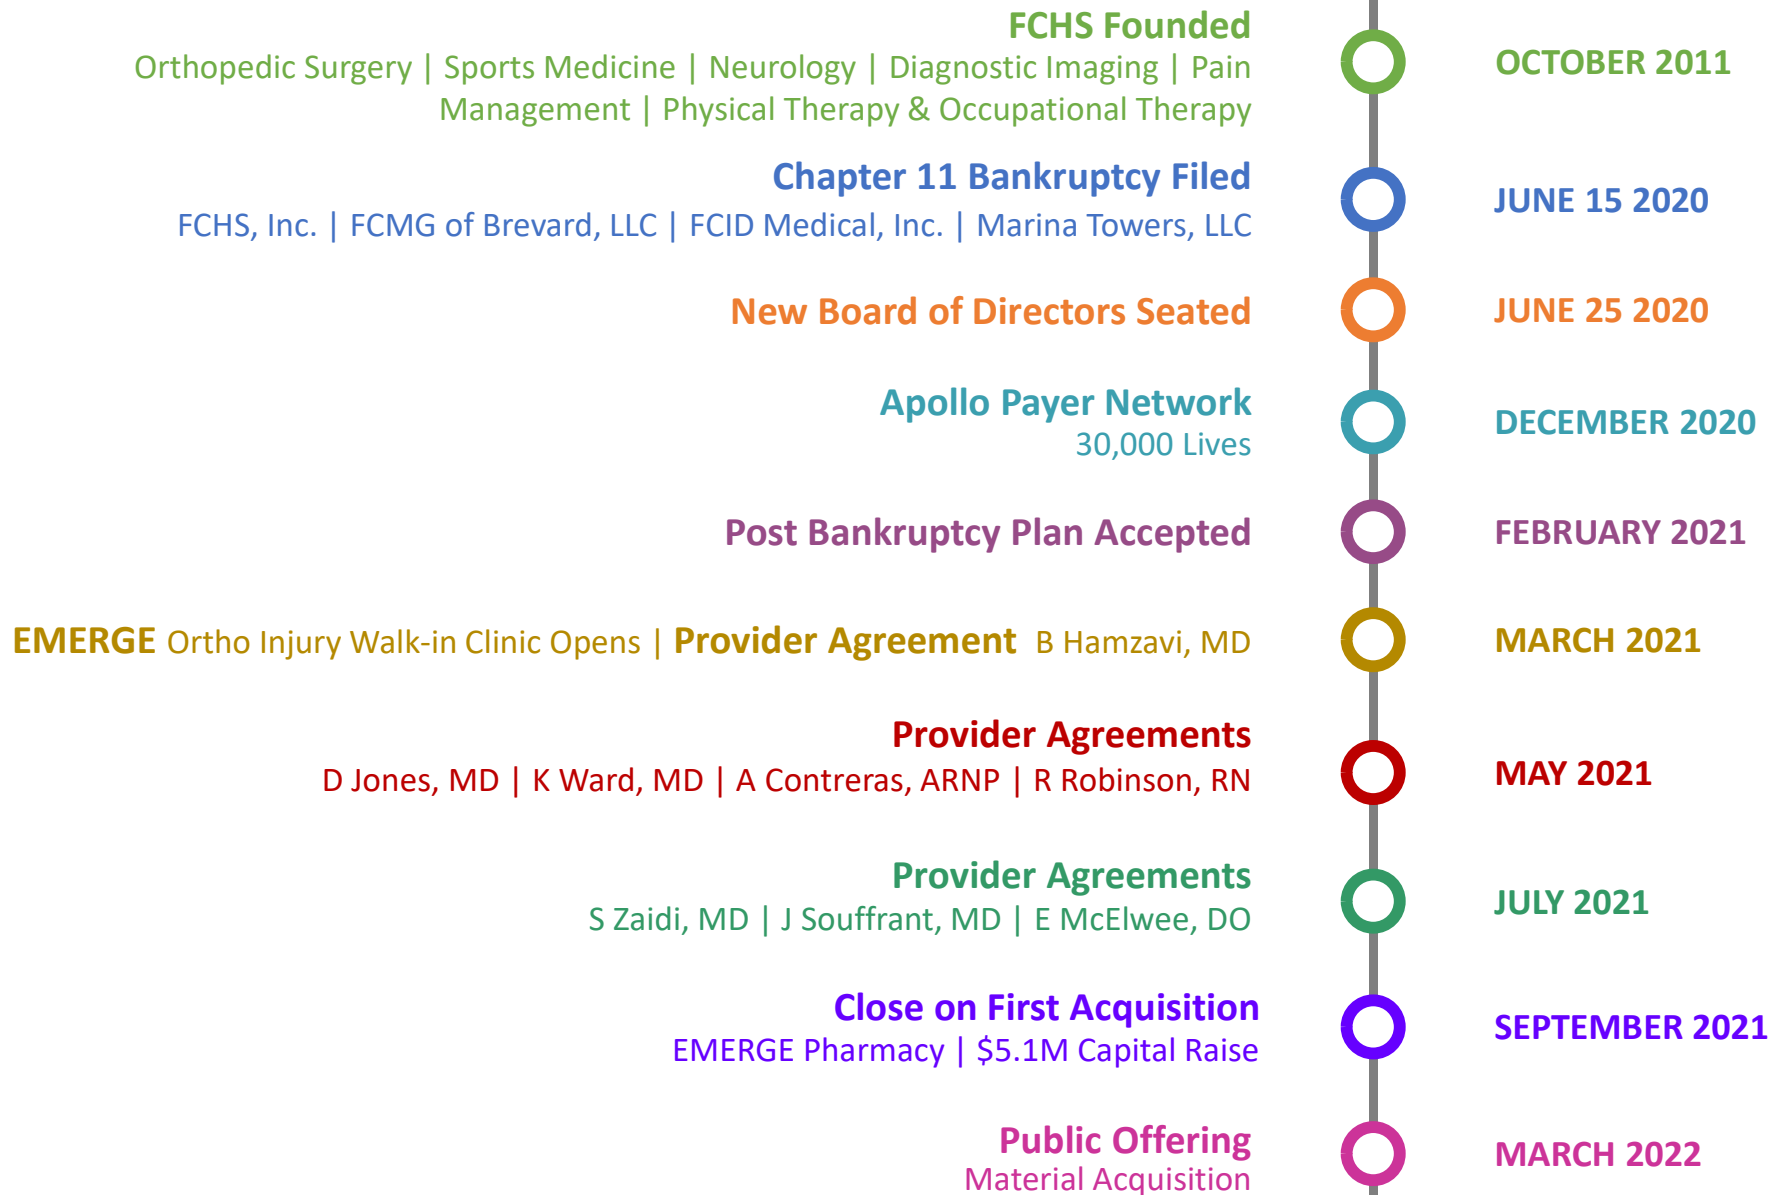 FCHS Founded
Orthopedic Surgery | Sports Medicine | Neurology | Diagnostic Imaging | Pain
Management | Physical Therapy & Occupational Therapy
OCTOBER 2011
Chapter 11 Bankruptcy Filed
FCHS, Inc. | FCMG of Brevard, LLC | FCID Medical, Inc. | Marina Towers, LLC
JUNE 15 2020
New Board of Directors Seated
JUNE 25 2020
Apollo Payer Network
30,000 Lives
DECEMBER 2020
Post Bankruptcy Plan Accepted
FEBRUARY 2021
EMERGE Ortho Injury Walk-in Clinic Opens | Provider Agreement B Hamzavi, MD
MARCH 2021
Provider Agreements
D Jones, MD | K Ward, MD | A Contreras, ARNP | R Robinson, RN
MAY 2021
Provider Agreements
S Zaidi, MD | J Souffrant, MD | E McElwee, DO
JULY 2021
Close on First Acquisition
EMERGE Pharmacy | $5.1M Capital Raise
SEPTEMBER 2021
Public Offering
Material Acquisition
MARCH 2022